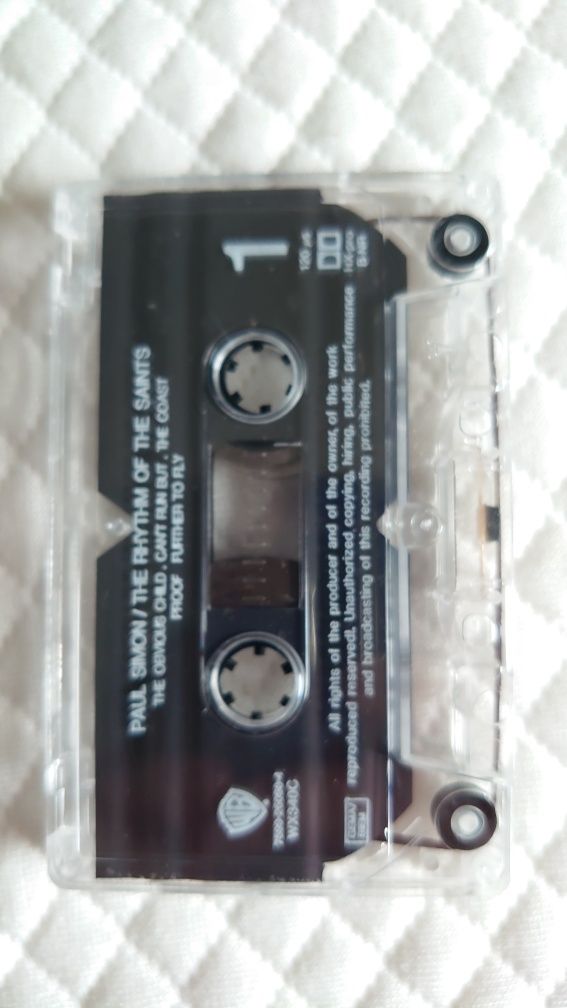 PAUL SIMON / THE RHYTHM OF THE SAINTS
THE OBVIOUS CHILD . CAN'T RUN BUT . THE COAST
PROOF FURTHER TO FLY
1
WX340C
All rights of the producer and of the owner, of the work
reproduced reserved!. Unauthorized copying, hiring, public performance
and broadcasting of this recording prohibited.